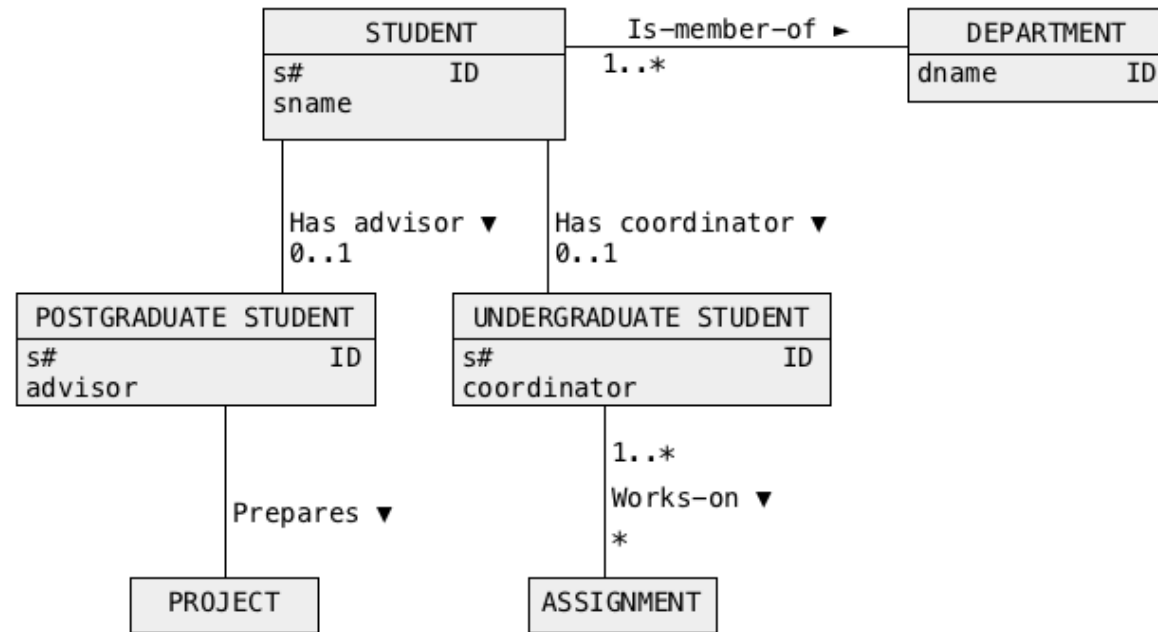 STUDENT
s# ID
sname
Is-member-of ►
1..*
DEPARTMENT
dname ID
Has advisor ▼
0..1
Has coordinator ▼
0..1
POSTGRADUATE STUDENT
s# ID
advisor
UNDERGRADUATE STUDENT
s# ID
coordinator
Prepares ▼
1..*
Works-on ▼
*
PROJECT
ASSIGNMENT